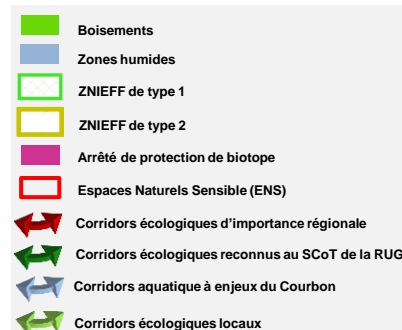 Boisements
Zones humides
ZNIEFF de type 1
ZNIEFF de type 2
Arrêté de protection de biotope
Espaces Naturels Sensible (ENS)
Corridors écologiques d'importance régionale
Corridors écologiques reconnus au SCoT de la RUG
Corridors aquatique à enjeux du Courbon
Corridors écologiques locaux